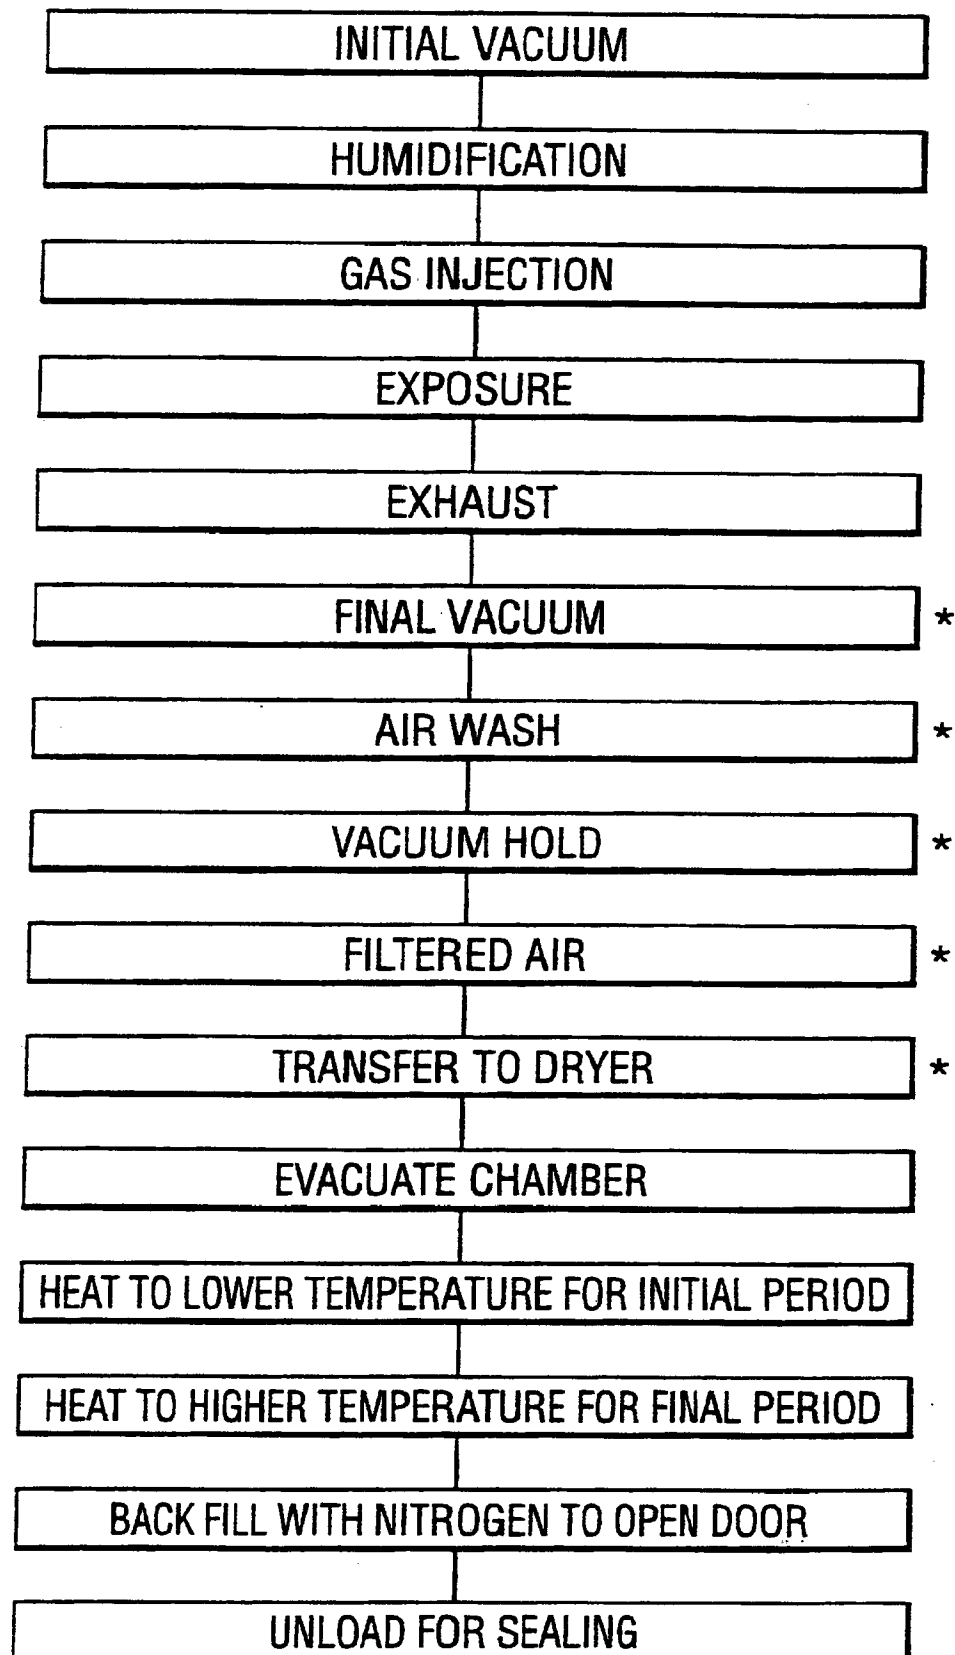 INITIAL VACUUM
HUMIDIFICATION
GAS INJECTION
EXPOSURE
EXHAUST
FINAL VACUUM *
AIR WASH *
VACUUM HOLD *
FILTERED AIR *
TRANSFER TO DRYER *
EVACUATE CHAMBER
HEAT TO LOWER TEMPERATURE FOR INITIAL PERIOD
HEAT TO HIGHER TEMPERATURE FOR FINAL PERIOD
BACK FILL WITH NITROGEN TO OPEN DOOR
UNLOAD FOR SEALING